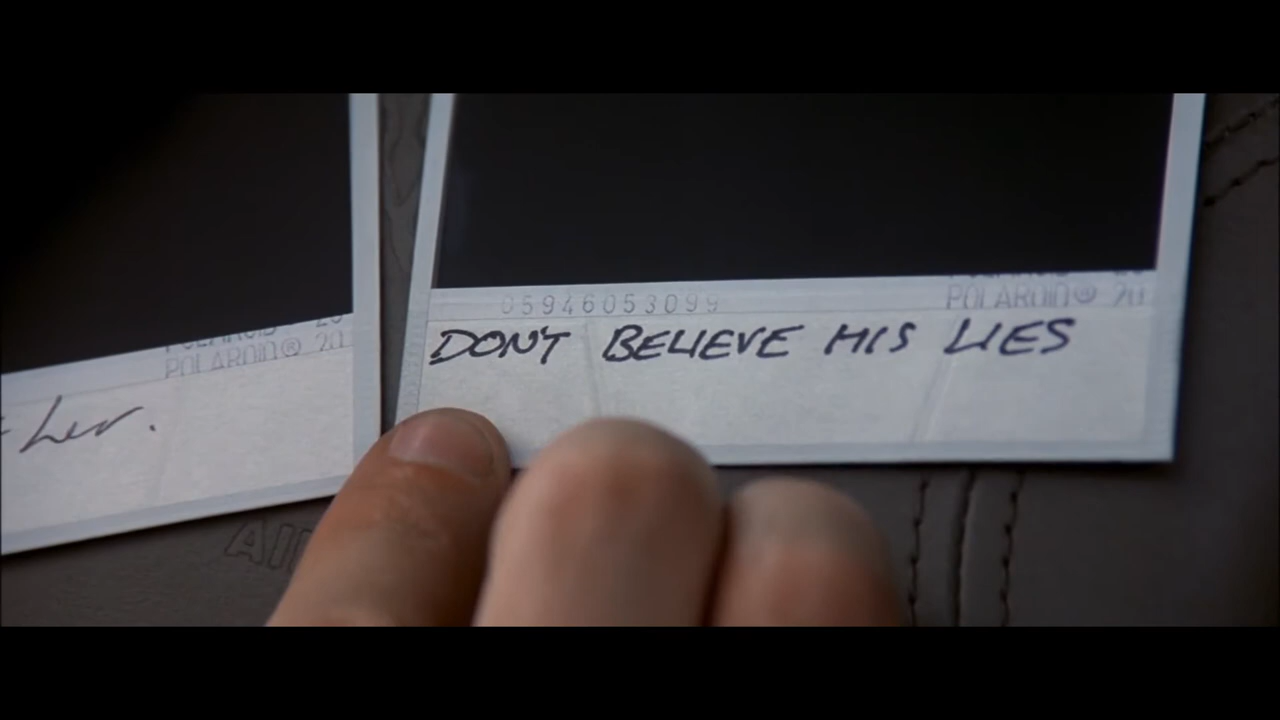 05946053099
POLAROID® 20
DON'T BELIEVE HIS LIES
POLAROID® 20
her.